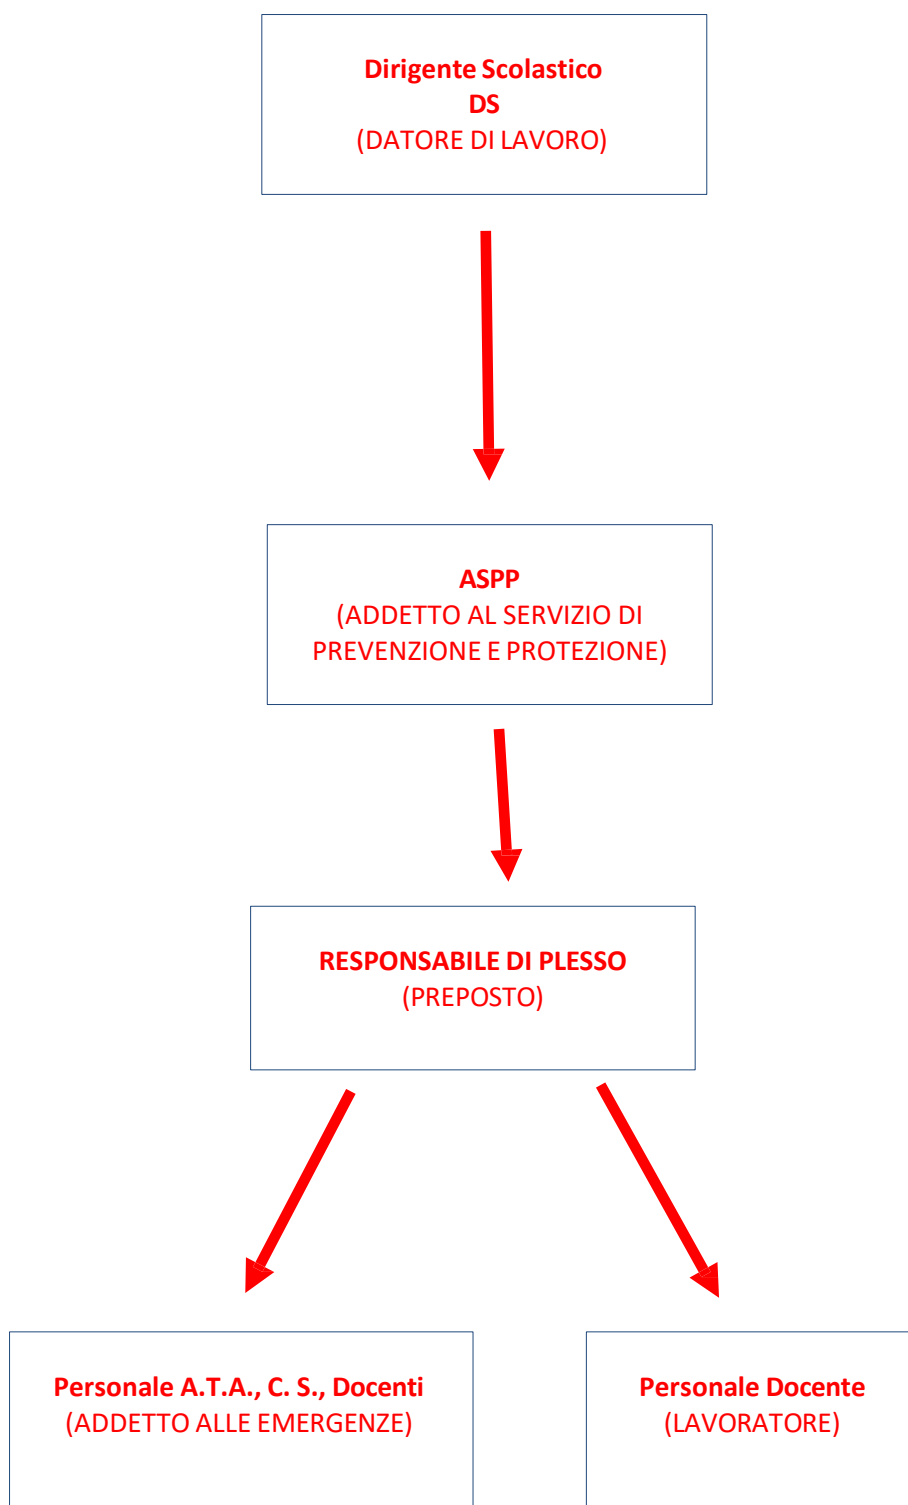 Dirigente Scolastico
DS
(DATORE DI LAVORO)
ASPP
(ADDETTO AL SERVIZIO DI
PREVENZIONE E PROTEZIONE)
RESPONSABILE DI PLESSO
(PREPOSTO)
Personale A.T.A., C. S., Docenti
(ADDETTO ALLE EMERGENZE)
Personale Docente
(LAVORATORE)